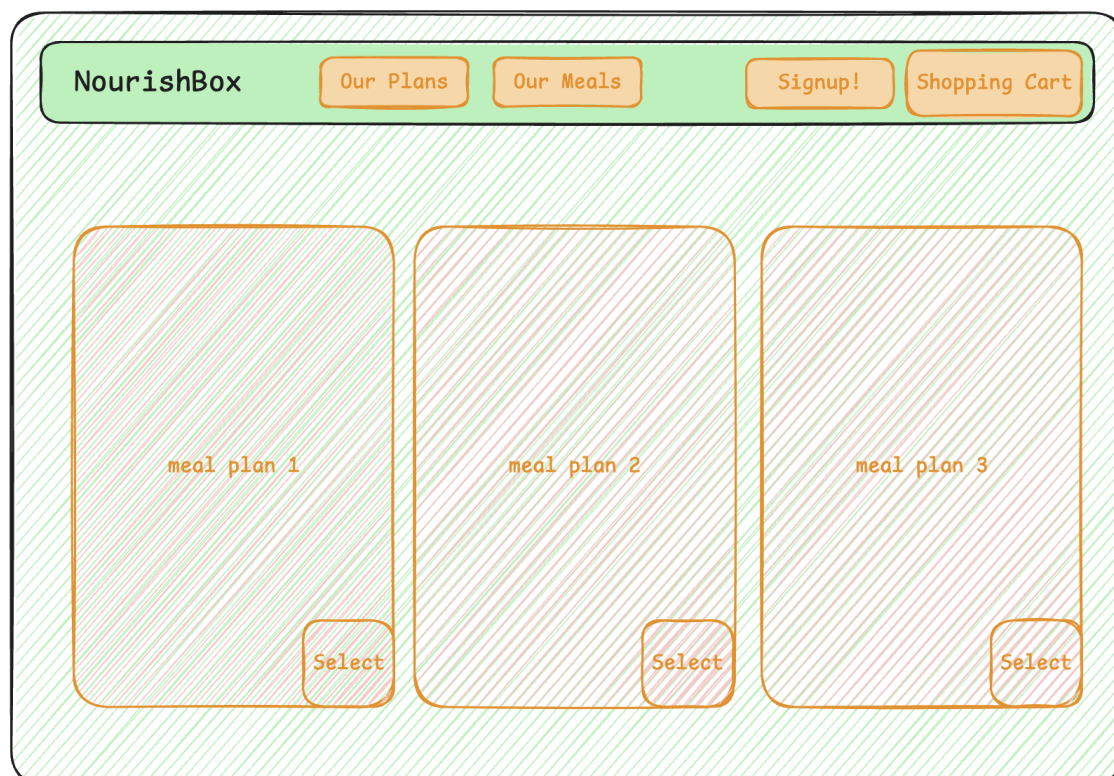 NourishBox
Our Plans
Our Meals
Signup!
Shopping Cart
meal plan 1
meal plan 2
meal plan 3
Select
Select
Select